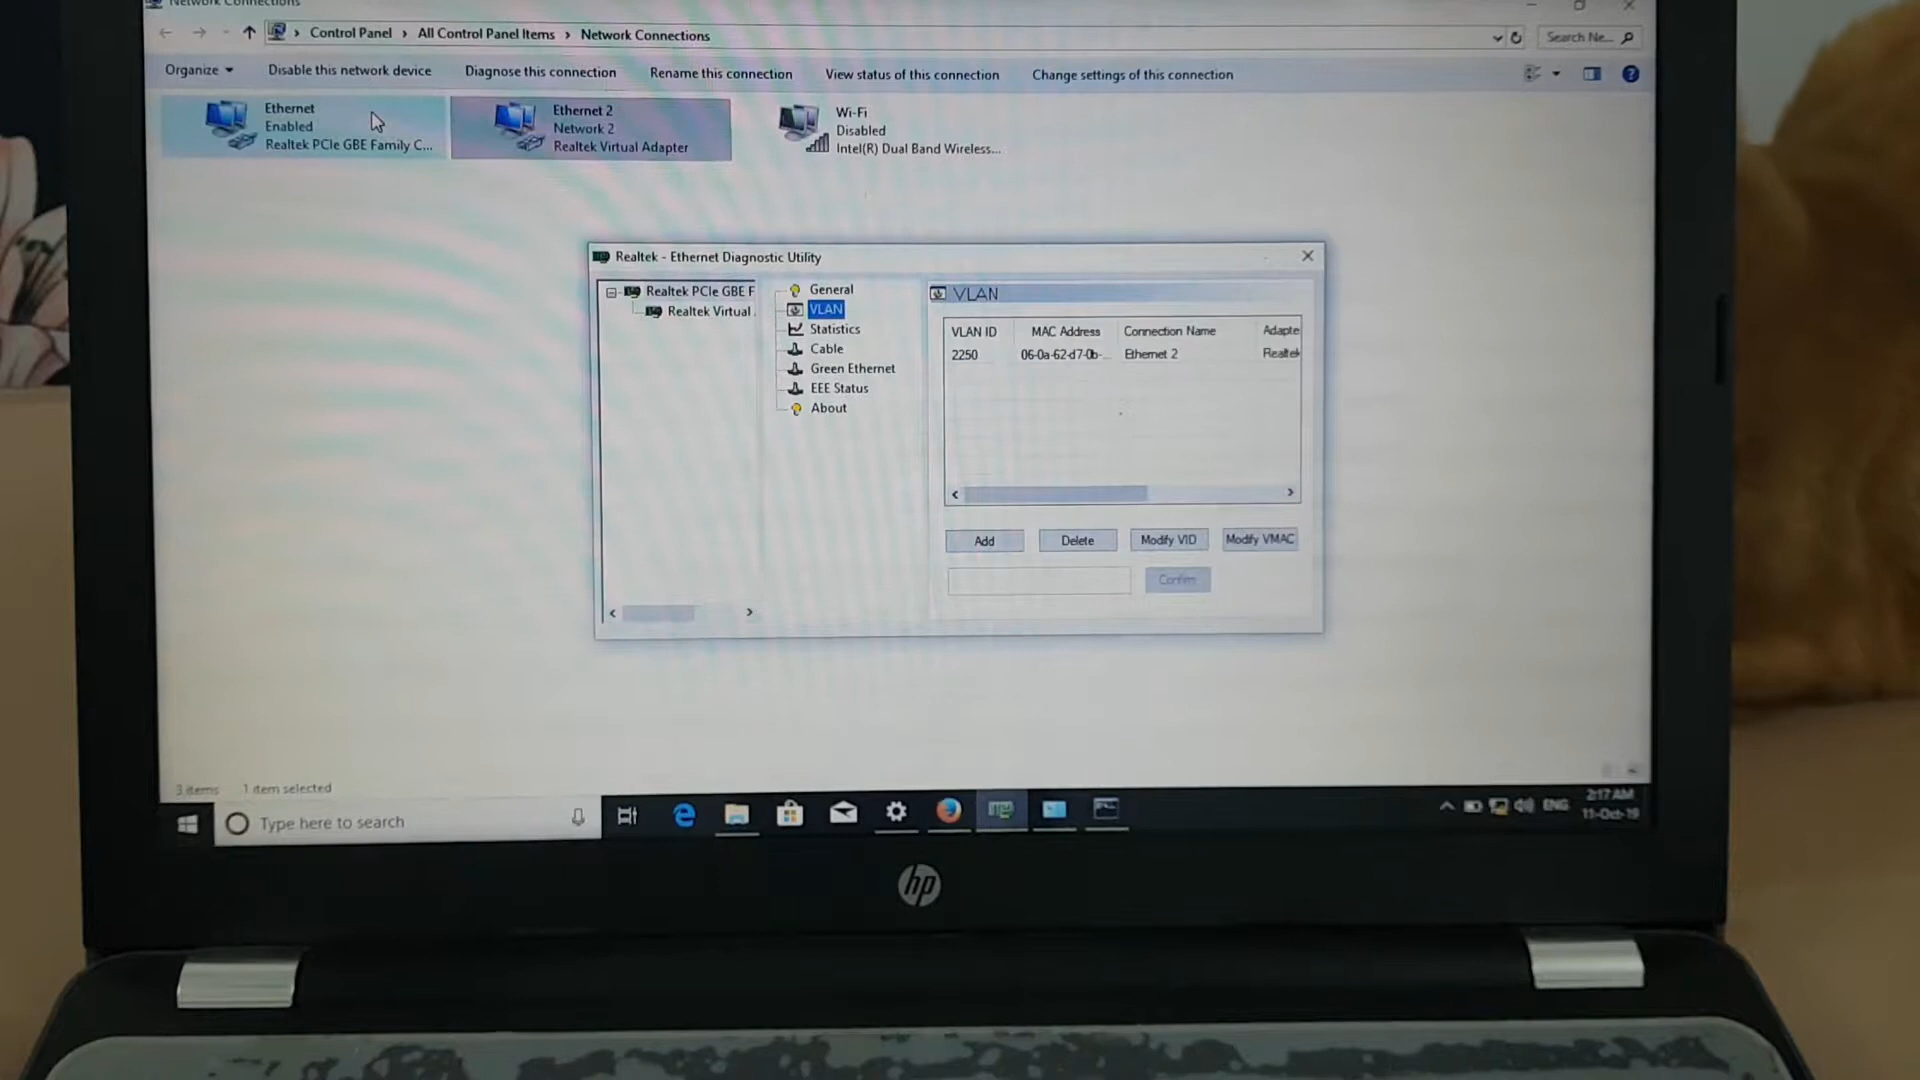 Network Connections
Control Panel › All Control Panel Items › Network Connections
Search Ne...
Organize
Disable this network device
Diagnose this connection
Rename this connection
View status of this connection
Change settings of this connection
Ethernet
Enabled
Realtek PCIe GBE Family C...
Ethernet 2
Network 2
Realtek Virtual Adapter
Wi-Fi
Disabled
Intel(R) Dual Band Wireless...
Realtek - Ethernet Diagnostic Utility
Realtek PCIe GBE F
Realtek Virtual
General
VLAN
Statistics
Cable
Green Ethernet
EEE Status
About
VLAN
VLAN ID MAC Address Connection Name Adapte
2250 06-0a-62-d7-0b-... Ethernet 2 Realtek
Add
Delete
Modify VID
Modify VMAC
Confirm
3 items 1 item selected
Type here to search
ENG
2:17 AM
11-Oct-19
hp